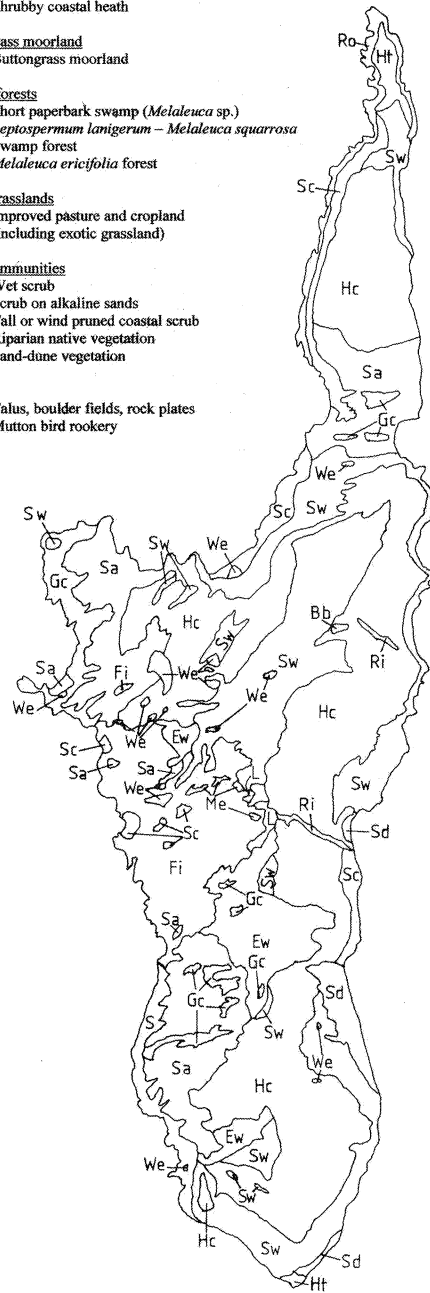 hrubby coastal heath
ass moorland
uttongrass moorland
orests
hort paperbark swamp (Melaleuca sp.)
eptospermum lanigerum – Melaleuca squarrosa
wamp forest
elaleuca ericifolia forest
rasslands
mproved pasture and cropland
including exotic grassland)
mmunities
Vet scrub
crub on alkaline sands
all or wind pruned coastal scrub
iparian native vegetation
and-dune vegetation
alus, boulder fields, rock plates
utton bird rookery
Ro
Ht
Sw
Sc
Hc
Sa
Gc
We
Sc
Sw
Sw
Sa
Sw
We
Gc
Hc
Sw
Bb
Ri
Sa
Fi
We
Sw
We
We
Hc
Sc
We
Ew
Sa
Sa
We
Me
L
L
Ri
Sw
Sd
Sc
Fi
Sw
Sc
Gc
Sa
Ew
Gc
Gc
Sd
S
Sw
Sa
Hc
We
Ew
Sw
We
Sw
Hc
Sw
Sd
Ht